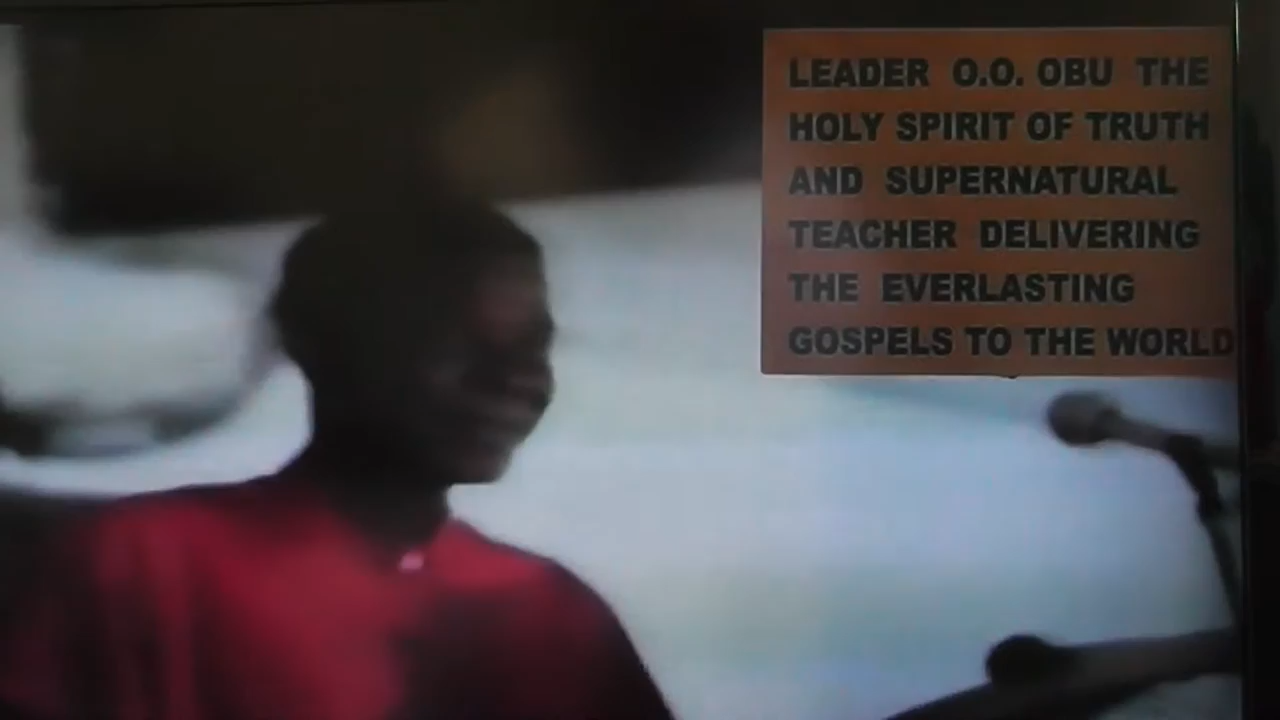 LEADER O.O. OBU THE
HOLY SPIRIT OF TRUTH
AND SUPERNATURAL
TEACHER DELIVERING
THE EVERLASTING
GOSPELS TO THE WORLD